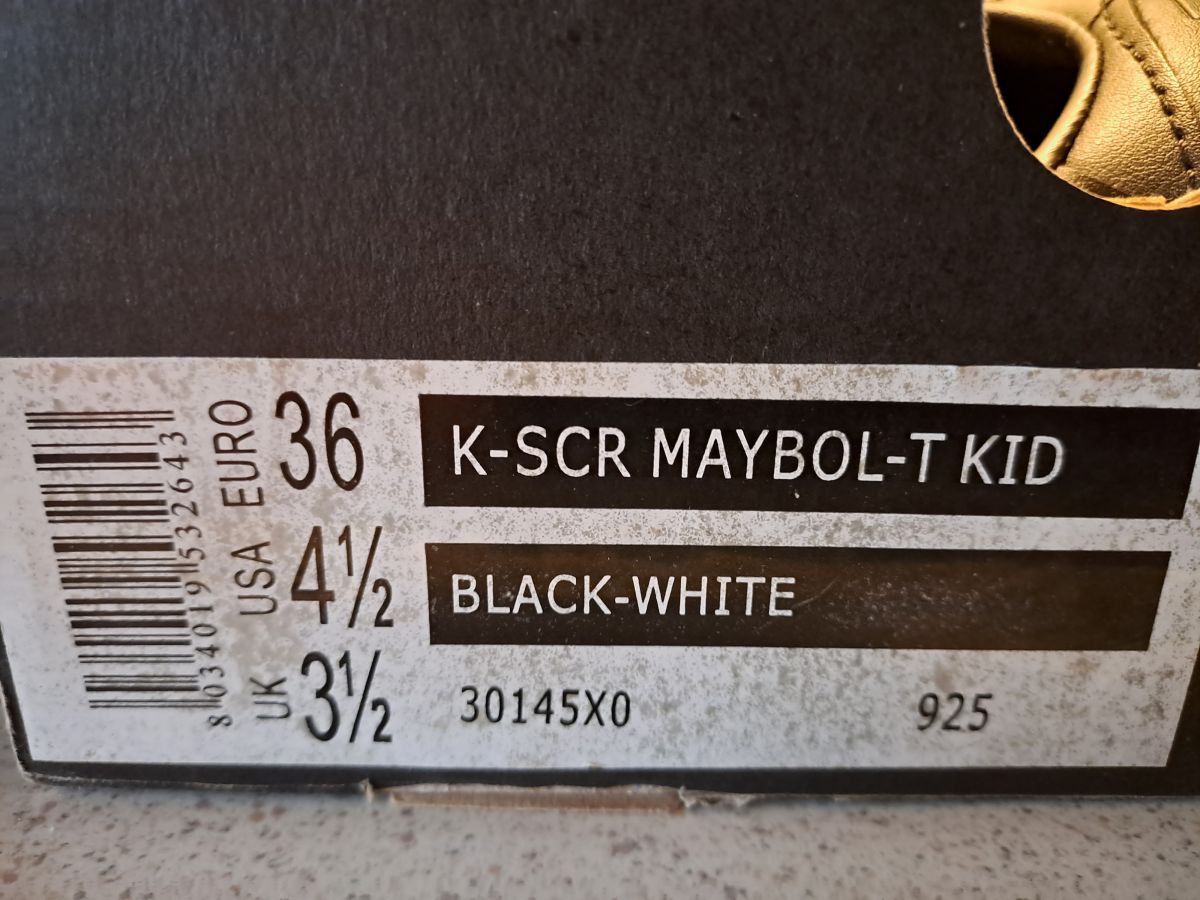 8034019532643
EURO 36
USA 4½
UK 3½
K-SCR MAYBOL-T KID
BLACK-WHITE
30145X0 925